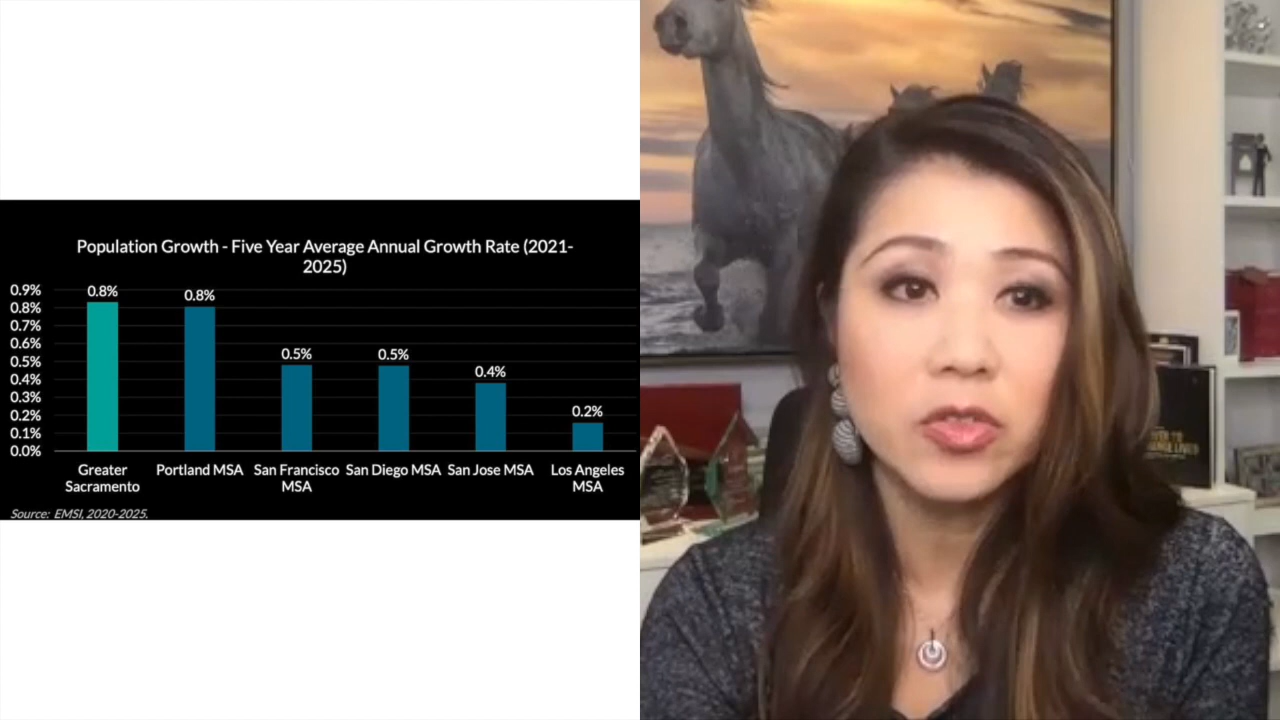 Population Growth - Five Year Average Annual Growth Rate (2021-
2025)
0.9%
0.8%
0.7%
0.6%
0.5%
0.4%
0.3%
0.2%
0.1%
0.0%
0.8%
0.8%
0.5%
0.5%
0.4%
0.2%
Greater
Sacramento
Portland MSA
San Francisco
MSA
San Diego MSA
San Jose MSA
Los Angeles
MSA
Source: EMSI, 2020-2025.